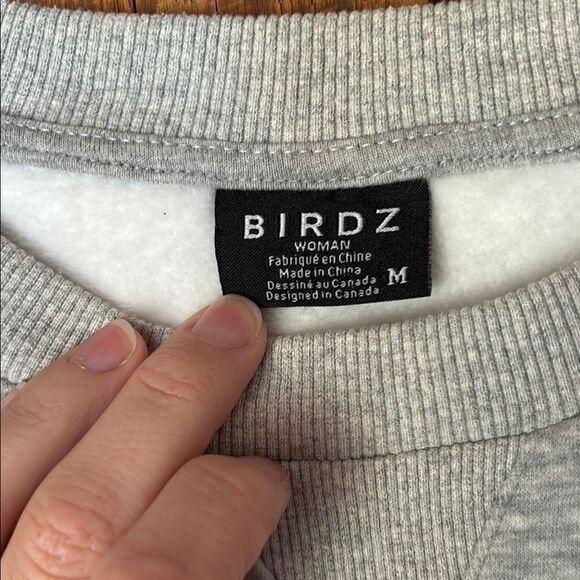 BIRDZ
WOMAN
Fabriqué en Chine
Made in China
Dessiné au Canada
Designed in Canada
M